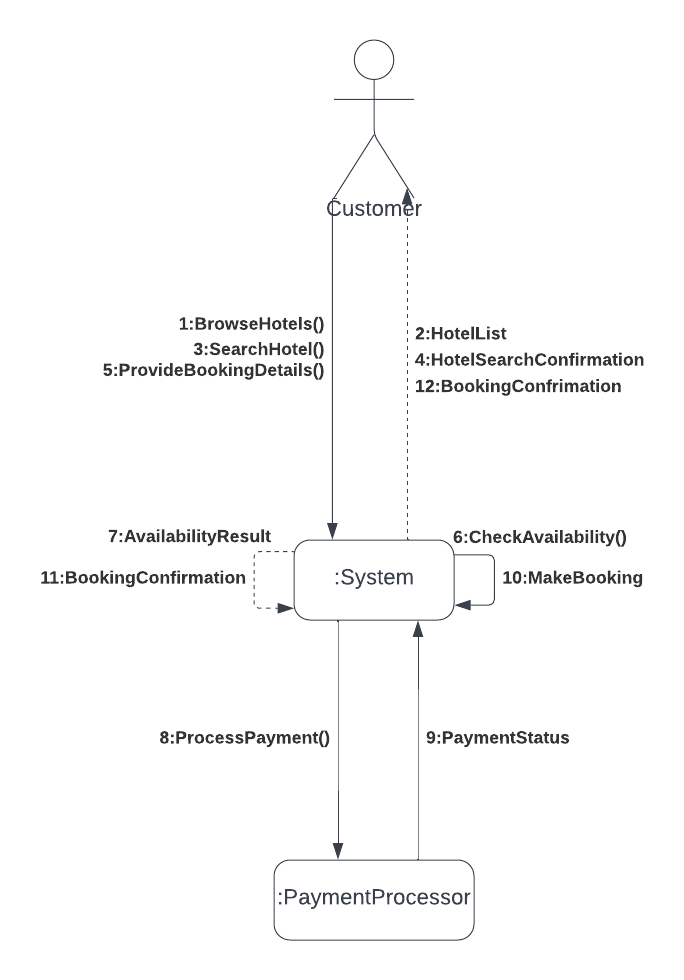 Customer
1:BrowseHotels()
3:SearchHotel()
5:ProvideBookingDetails()
2:HotelList
4:HotelSearchConfirmation
12:BookingConfrimation
7:AvailabilityResult
11:BookingConfirmation
:System
6:CheckAvailability()
10:MakeBooking
8:ProcessPayment()
9:PaymentStatus
:PaymentProcessor